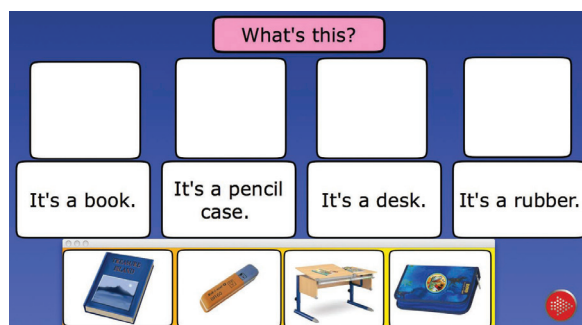 What's this?
It's a book.
It's a pencil
case.
It's a desk.
It's a rubber.